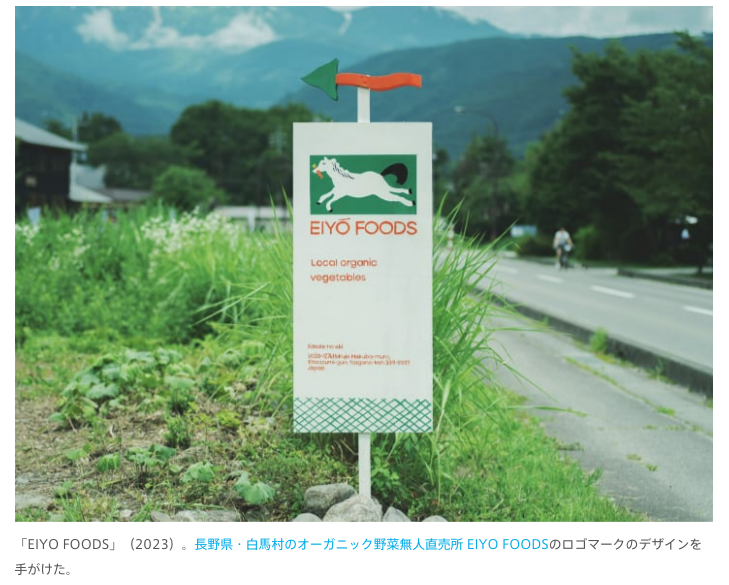 EIYŌ FOODS
Local organic
vegetables
「EIYO FOODS」（2023）。長野県・白馬村のオーガニック野菜無人直売所 EIYO FOODSのロゴマークのデザインを
手がけた。